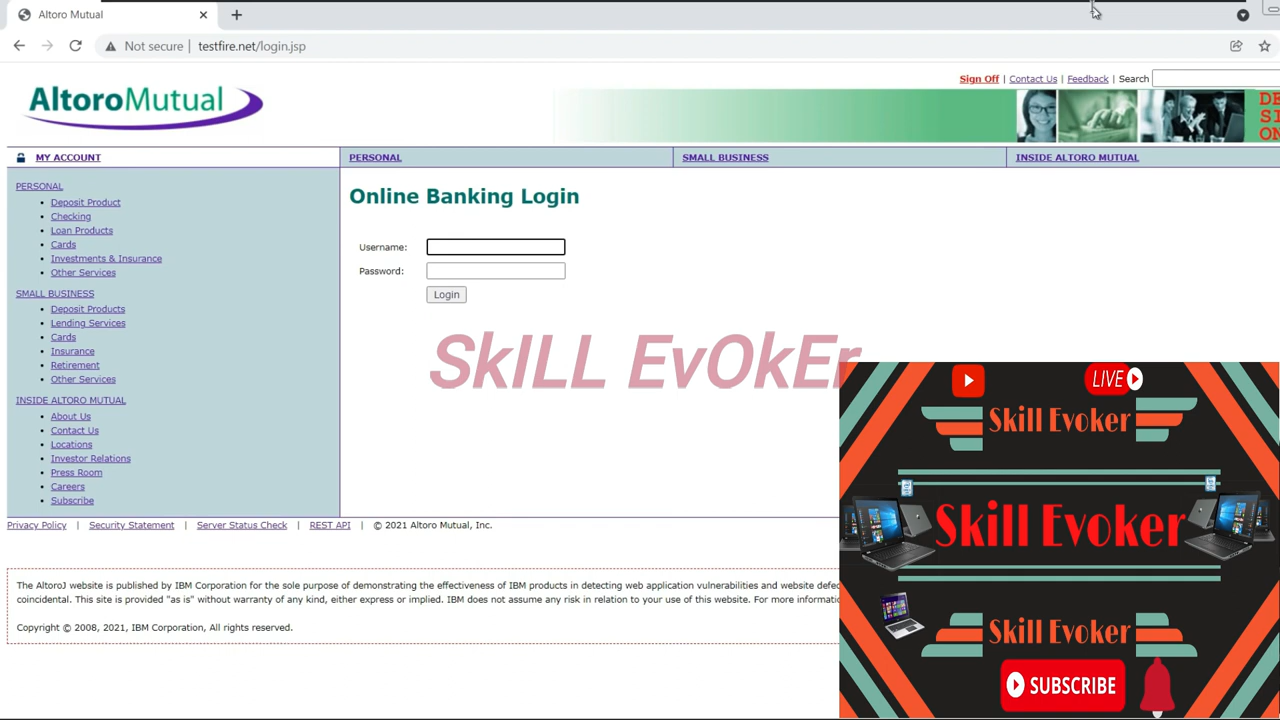 Altoro Mutual
Not secure | testfire.net/login.jsp
Sign Off | Contact Us | Feedback | Search
AltoroMutual
DE
SI
ON
MY ACCOUNT
PERSONAL
SMALL BUSINESS
INSIDE ALTORO MUTUAL
PERSONAL
Deposit Product
Checking
Loan Products
Cards
Investments & Insurance
Other Services
SMALL BUSINESS
Deposit Products
Lending Services
Cards
Insurance
Retirement
Other Services
INSIDE ALTORO MUTUAL
About Us
Contact Us
Locations
Investor Relations
Press Room
Careers
Subscribe
Online Banking Login
Username:
Password:
Login
SkILL EvOkEr
LIVE
Skill Evoker
Skill Evoker
Skill Evoker
SUBSCRIBE
Privacy Policy | Security Statement | Server Status Check | REST API | © 2021 Altoro Mutual, Inc.
The AltoroJ website is published by IBM Corporation for the sole purpose of demonstrating the effectiveness of IBM products in detecting web application vulnerabilities and website defe
coincidental. This site is provided "as is" without warranty of any kind, either express or implied. IBM does not assume any risk in relation to your use of this website. For more informatio
Copyright © 2008, 2021, IBM Corporation, All rights reserved.